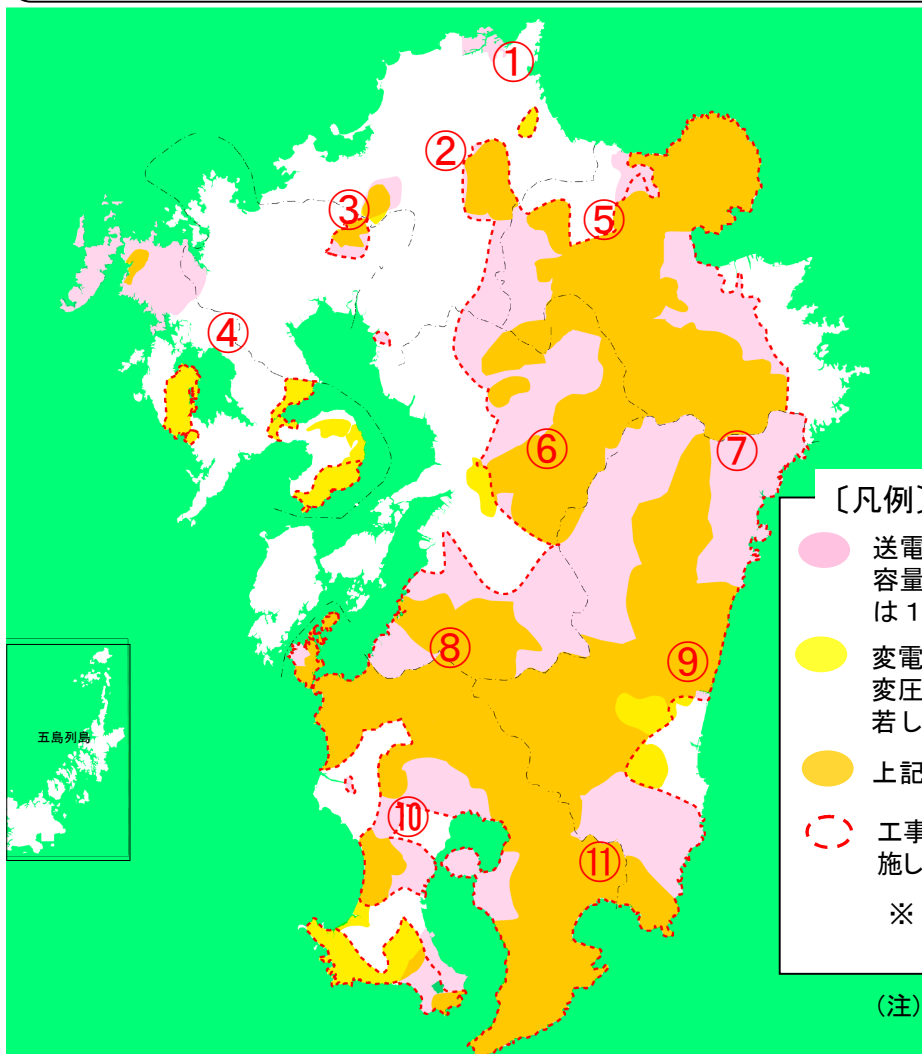 ①
②
③
⑤
④
⑥
⑦
⑧
⑨
⑩
⑪
五島列島
〔凡例〕
送電
容量
は1
変電
変圧
若し
上記
工事
施し
※
(注)